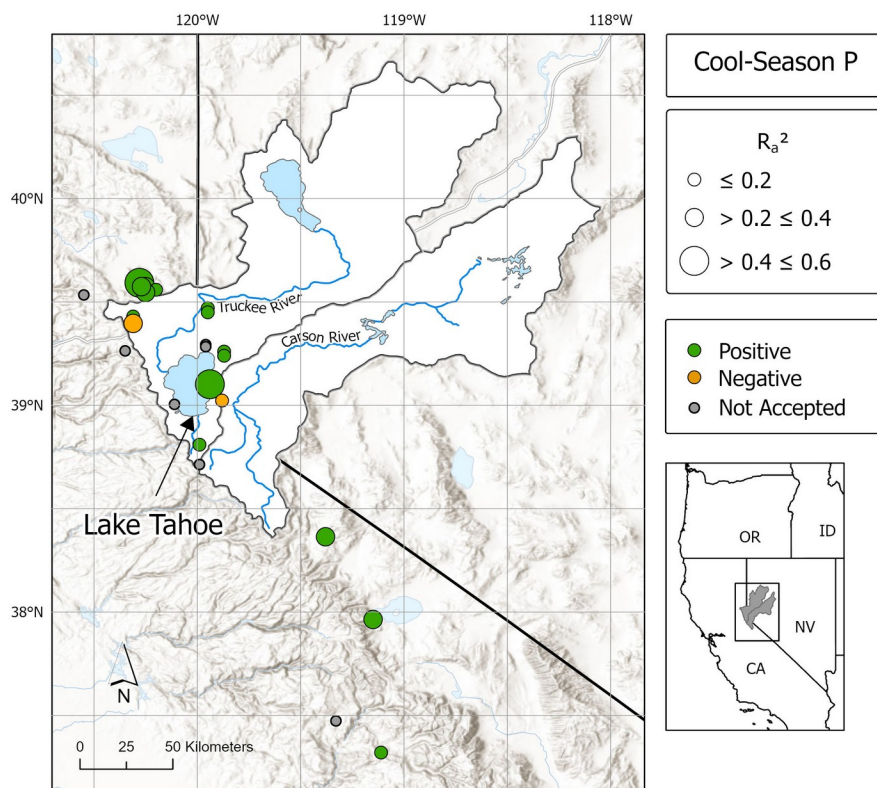 120°W
119°W
118°W
40°N
39°N
38°N
Truckee River
Carson River
Lake Tahoe
N
0 25 50 Kilometers
Cool-Season P
Rₐ²
≤ 0.2
> 0.2 ≤ 0.4
> 0.4 ≤ 0.6
Positive
Negative
Not Accepted
OR
ID
NV
CA